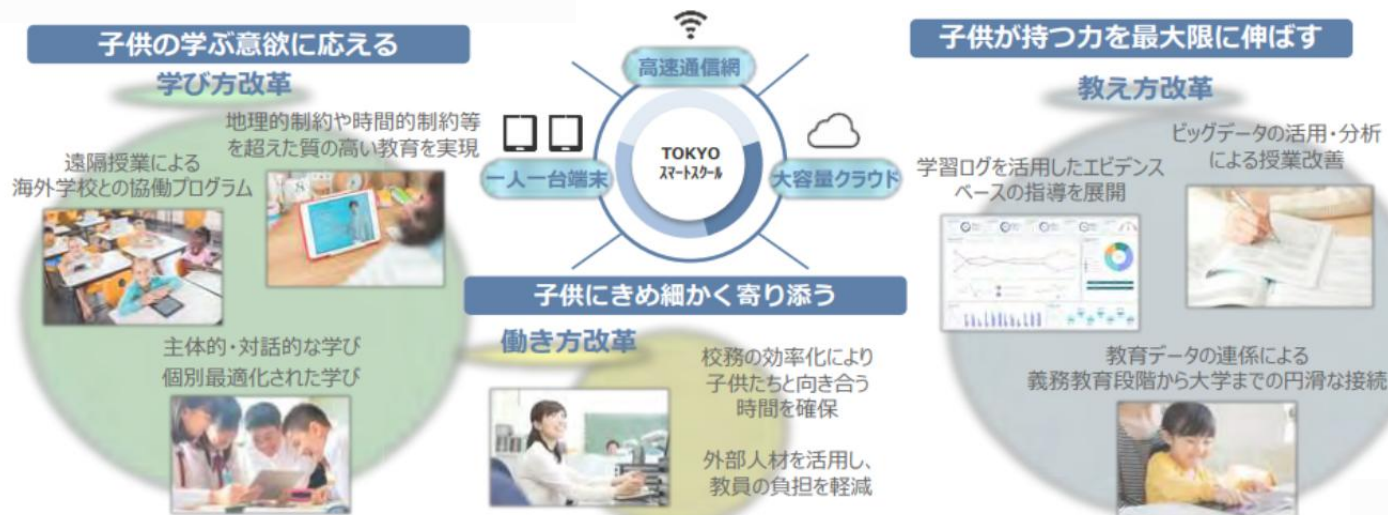 子供の学ぶ意欲に応える
学び方改革
地理的制約や時間的制約等
を超えた質の高い教育を実現
遠隔授業による
海外学校との協働プログラム
主体的・対話的な学び
個別最適化された学び
高速通信網
一人一台端末
TOKYO
スマートスクール
大容量クラウド
子供にきめ細かく寄り添う
働き方改革
校務の効率化により
子供たちと向き合う
時間を確保
外部人材を活用し、
教員の負担を軽減
子供が持つ力を最大限に伸ばす
教え方改革
ビッグデータの活用・分析
による授業改善
学習ログを活用したエビデンス
ベースの指導を展開
教育データの連係による
義務教育段階から大学までの円滑な接続